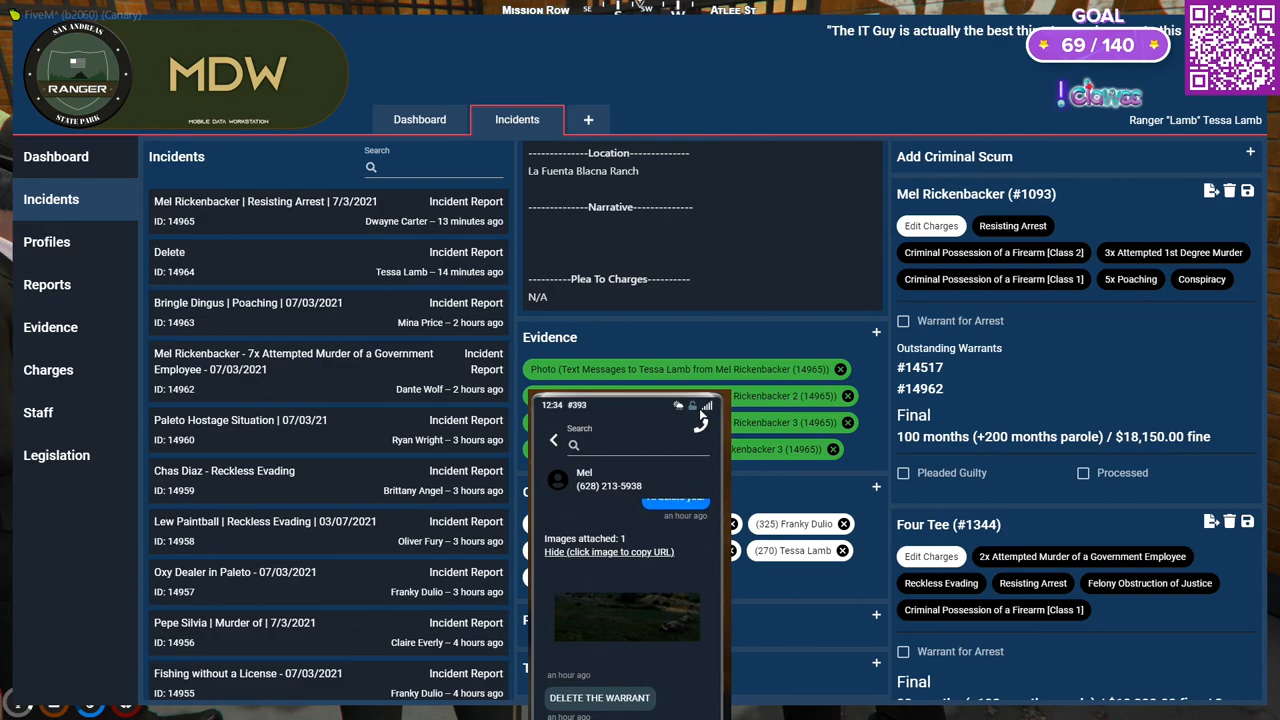 FiveM® (b2060) (Canary)
MISSION ROW SE SW ATLEE ST.
"The IT Guy is actually the best
this
GOAL
69 / 140
SAN ANDREAS
RANGER
STATE PARK
MDW
MOBILE DATA WORKSTATION
Dashboard
Incidents
+
!Clawee
Ranger "Lamb" Tessa Lamb
Dashboard
Incidents
Profiles
Reports
Evidence
Charges
Staff
Legislation
Incidents
Search
Mel Rickenbacker | Resisting Arrest | 7/3/2021 Incident Report
ID: 14965 Dwayne Carter – 13 minutes ago
Delete Incident Report
ID: 14964 Tessa Lamb – 14 minutes ago
Bringle Dingus | Poaching | 07/03/2021 Incident Report
ID: 14963 Mina Price – 2 hours ago
Mel Rickenbacker - 7x Attempted Murder of a Government Incident
Employee - 07/03/2021 Report
ID: 14962 Dante Wolf – 2 hours ago
Paleto Hostage Situation | 07/03/21 Incident Report
ID: 14960 Ryan Wright – 3 hours ago
Chas Diaz - Reckless Evading Incident Report
ID: 14959 Brittany Angel – 3 hours ago
Lew Paintball | Reckless Evading | 03/07/2021 Incident Report
ID: 14958 Oliver Fury – 3 hours ago
Oxy Dealer in Paleto - 07/03/2021 Incident Report
ID: 14957 Franky Dulio – 3 hours ago
Pepe Silvia | Murder of | 7/3/2021 Incident Report
ID: 14956 Claire Everly – 4 hours ago
Fishing without a License - 07/03/2021 Incident Report
ID: 14955 Franky Dulio – 4 hours ago
--------------Location--------------
La Fuenta Blacna Ranch
--------------Narrative--------------
-----------Plea To Charges-----------
N/A
Evidence
+
Photo (Text Messages to Tessa Lamb from Mel Rickenbacker (14965))
Rickenbacker 2 (14965))
Rickenbacker 3 (14965))
kenbacker 3 (14965))
+
(325) Franky Dulio
(270) Tessa Lamb
+
+
12:34 #393
Search
Mel
(628) 213-5938
an hour ago
Images attached: 1
Hide (click image to copy URL)
an hour ago
DELETE THE WARRANT
an hour ago
Add Criminal Scum
+
Mel Rickenbacker (#1093)
Edit Charges
Resisting Arrest
Criminal Possession of a Firearm [Class 2]
3x Attempted 1st Degree Murder
Criminal Possession of a Firearm [Class 1]
5x Poaching
Conspiracy
Warrant for Arrest
Outstanding Warrants
#14517
#14962
Final
100 months (+200 months parole) / $18,150.00 fine
Pleaded Guilty
Processed
Four Tee (#1344)
Edit Charges
2x Attempted Murder of a Government Employee
Reckless Evading
Resisting Arrest
Felony Obstruction of Justice
Criminal Possession of a Firearm [Class 1]
Warrant for Arrest
Final